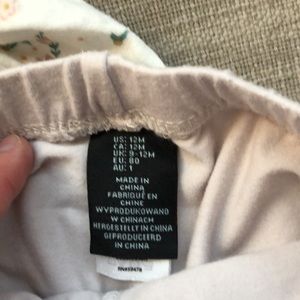 US: 12M
CA: 12M
UK: 9-12M
EU: 80
AU: 1
MADE IN
CHINA
FABRIQUÉ EN
CHINE
WYPRODUKOWANO
W CHINACH
HERGESTELLT IN CHINA
GEPRODUCEERD
IN CHINA